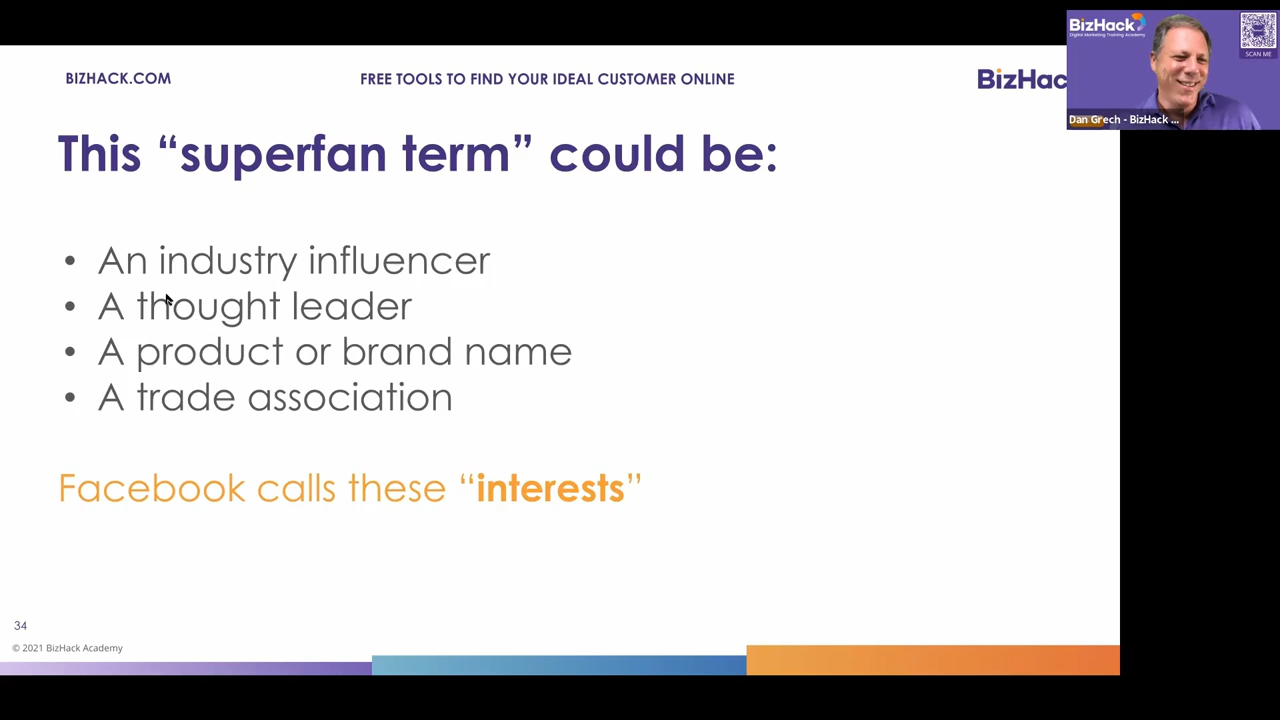 BIZHACK.COM
FREE TOOLS TO FIND YOUR IDEAL CUSTOMER ONLINE
BizHac
BizHack
Digital Marketing Training Academy
SCAN ME
Dan Grech - BizHack ...
This “superfan term” could be:
• An industry influencer
• A thought leader
• A product or brand name
• A trade association
Facebook calls these “interests”
34
© 2021 BizHack Academy